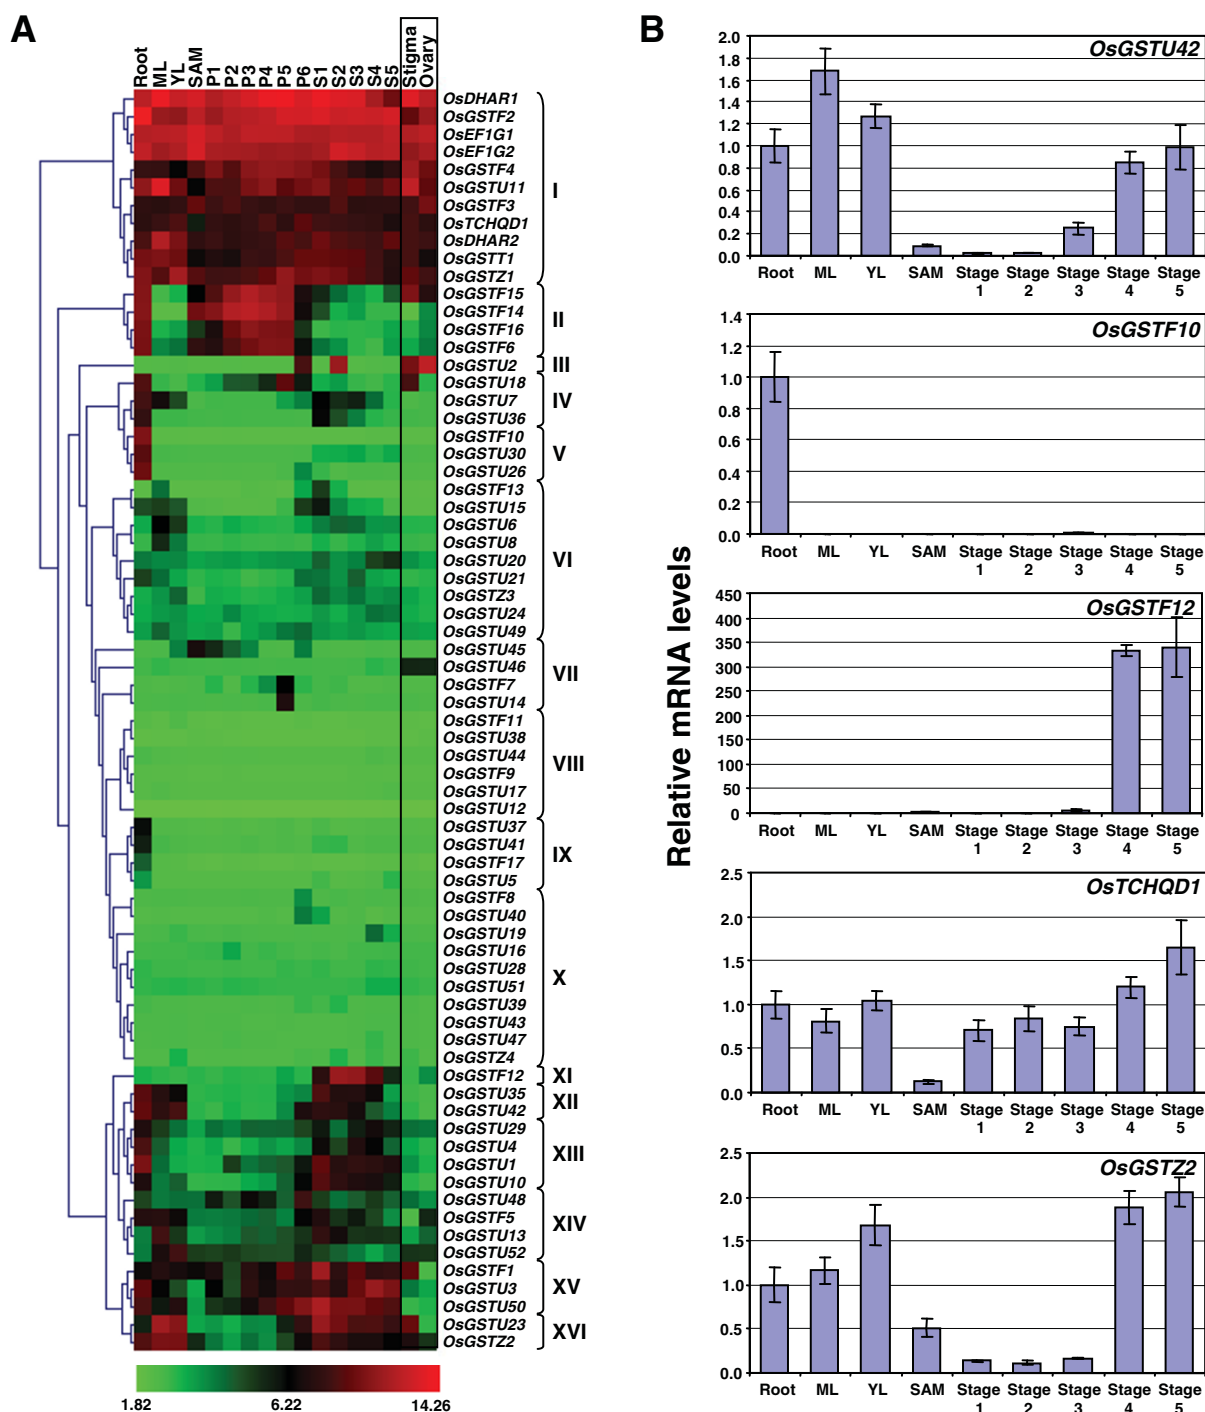 A
Root ML YL SAM P1 P2 P3 P4 P5 P6 S1 S2 S3 S4 S5 Stigma Ovary
OsDHAR1
OsGSTF2
OsEF1G1
OsEF1G2
OsGSTF4
OsGSTU11
OsGSTF3
OsTCHQD1
OsDHAR2
OsGSTT1
OsGSTZ1
I
OsGSTF15
OsGSTF14
OsGSTF16
OsGSTF6
II
OsGSTU2
III
OsGSTU18
OsGSTU7
OsGSTU36
IV
OsGSTF10
OsGSTU30
OsGSTU26
V
OsGSTF13
OsGSTU15
OsGSTU6
OsGSTU8
OsGSTU20
OsGSTU21
OsGSTZ3
OsGSTU24
OsGSTU49
VI
OsGSTU45
OsGSTU46
OsGSTF7
OsGSTU14
VII
OsGSTF11
OsGSTU38
OsGSTU44
OsGSTF9
OsGSTU17
OsGSTU12
VIII
OsGSTU37
OsGSTU41
OsGSTF17
OsGSTU5
IX
OsGSTF8
OsGSTU40
OsGSTU19
OsGSTU16
OsGSTU28
OsGSTU51
OsGSTU39
OsGSTU43
OsGSTU47
OsGSTZ4
X
OsGSTF12
XI
OsGSTU35
OsGSTU42
XII
OsGSTU29
OsGSTU4
OsGSTU1
OsGSTU10
XIII
OsGSTU48
OsGSTF5
OsGSTU13
OsGSTU52
XIV
OsGSTF1
OsGSTU3
OsGSTU50
XV
OsGSTU23
OsGSTZ2
XVI
1.82 6.22 14.26
B
Relative mRNA levels
OsGSTU42
2.0
1.8
1.6
1.4
1.2
1.0
0.8
0.6
0.4
0.2
0.0
Root ML YL SAM Stage Stage Stage Stage Stage
1 2 3 4 5
OsGSTF10
1.4
1.2
1.0
0.8
0.6
0.4
0.2
0.0
Root ML YL SAM Stage Stage Stage Stage Stage
1 2 3 4 5
OsGSTF12
450
400
350
300
250
200
150
100
50
0
Root ML YL SAM Stage Stage Stage Stage Stage
1 2 3 4 5
OsTCHQD1
2.5
2.0
1.5
1.0
0.5
0.0
Root ML YL SAM Stage Stage Stage Stage Stage
1 2 3 4 5
OsGSTZ2
2.5
2.0
1.5
1.0
0.5
0.0
Root ML YL SAM Stage Stage Stage Stage Stage
1 2 3 4 5